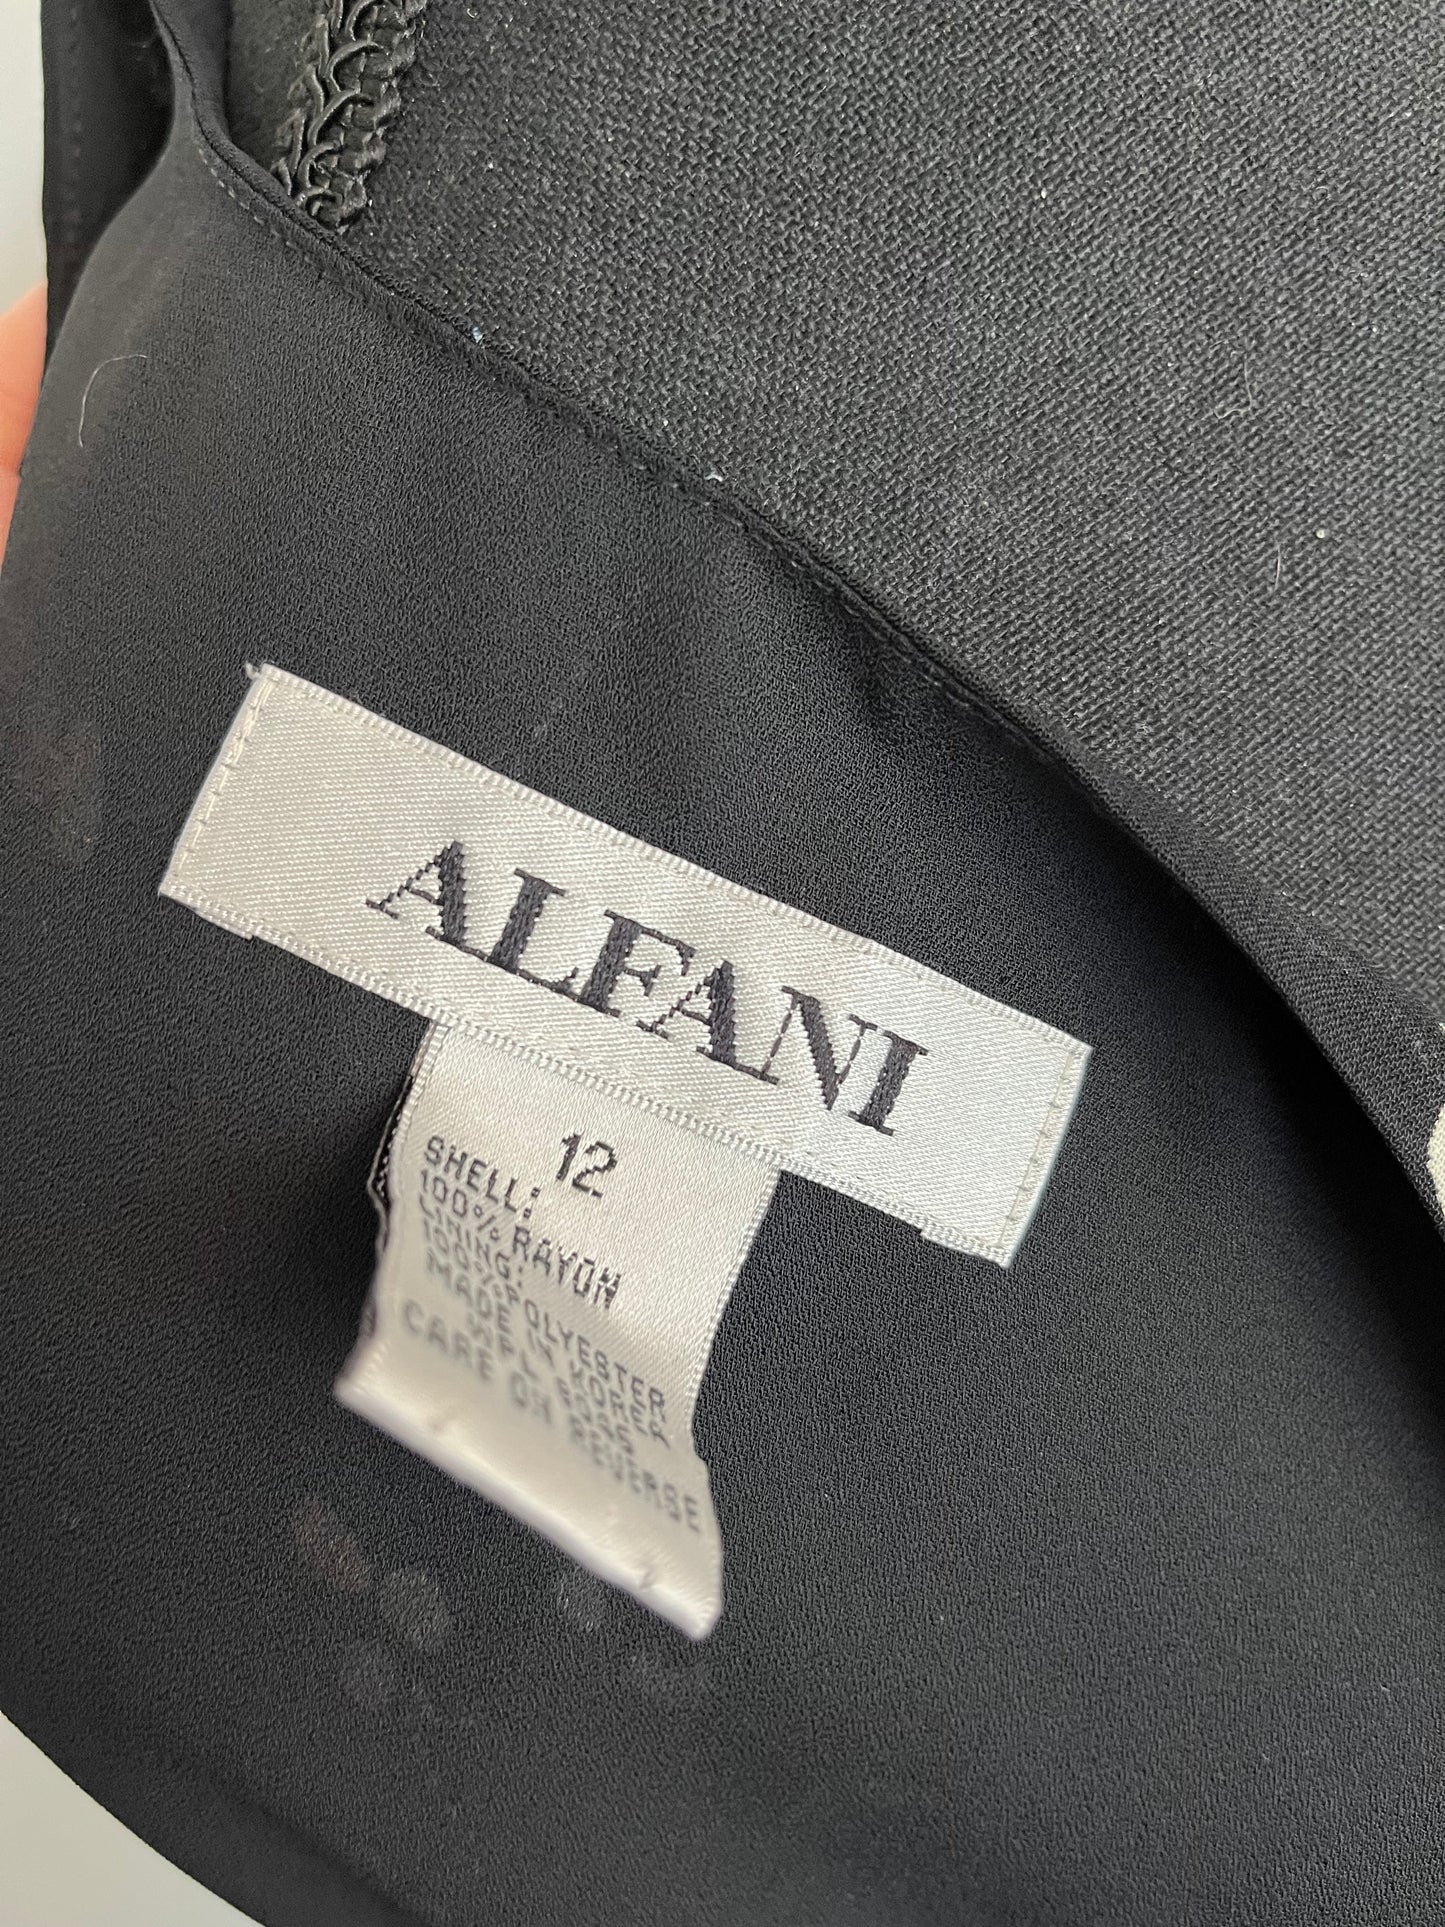 ALFANI
12
SHELL:
100% RAYON
LINING:
100% POLYESTER
MADE IN KOREA
CARE ON REVERSE